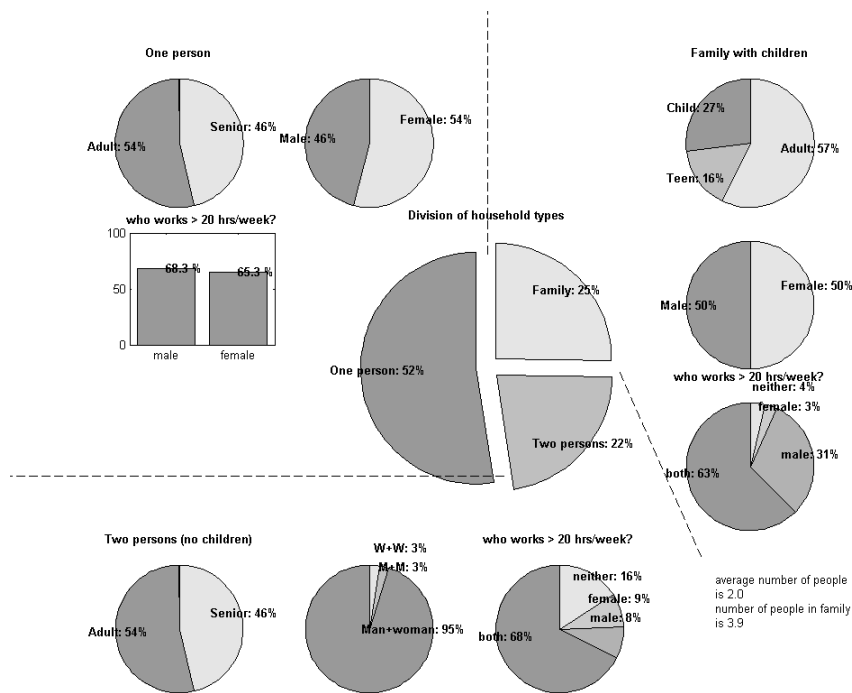 One person
Adult: 54%
Senior: 46%
Male: 46%
Female: 54%
who works > 20 hrs/week?
100
50
0
68.3 %
65.3 %
male
female
Division of household types
Family: 25%
One person: 52%
Two persons: 22%
Family with children
Child: 27%
Adult: 57%
Teen: 16%
Female: 50%
Male: 50%
who works > 20 hrs/week?
neither: 4%
female: 3%
male: 31%
both: 63%
Two persons (no children)
Senior: 46%
Adult: 54%
W+W: 3%
M+M: 3%
Man+woman: 95%
who works > 20 hrs/week?
neither: 16%
female: 9%
male: 8%
both: 68%
average number of people
is 2.0
number of people in family
is 3.9